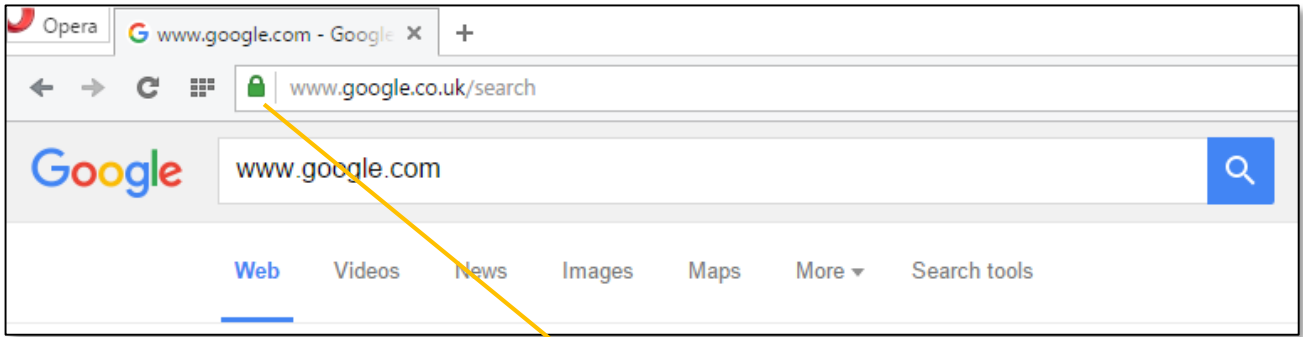 Opera
www.google.com - Google
www.google.co.uk/search
Google
www.google.com
Web Videos News Images Maps More Search tools